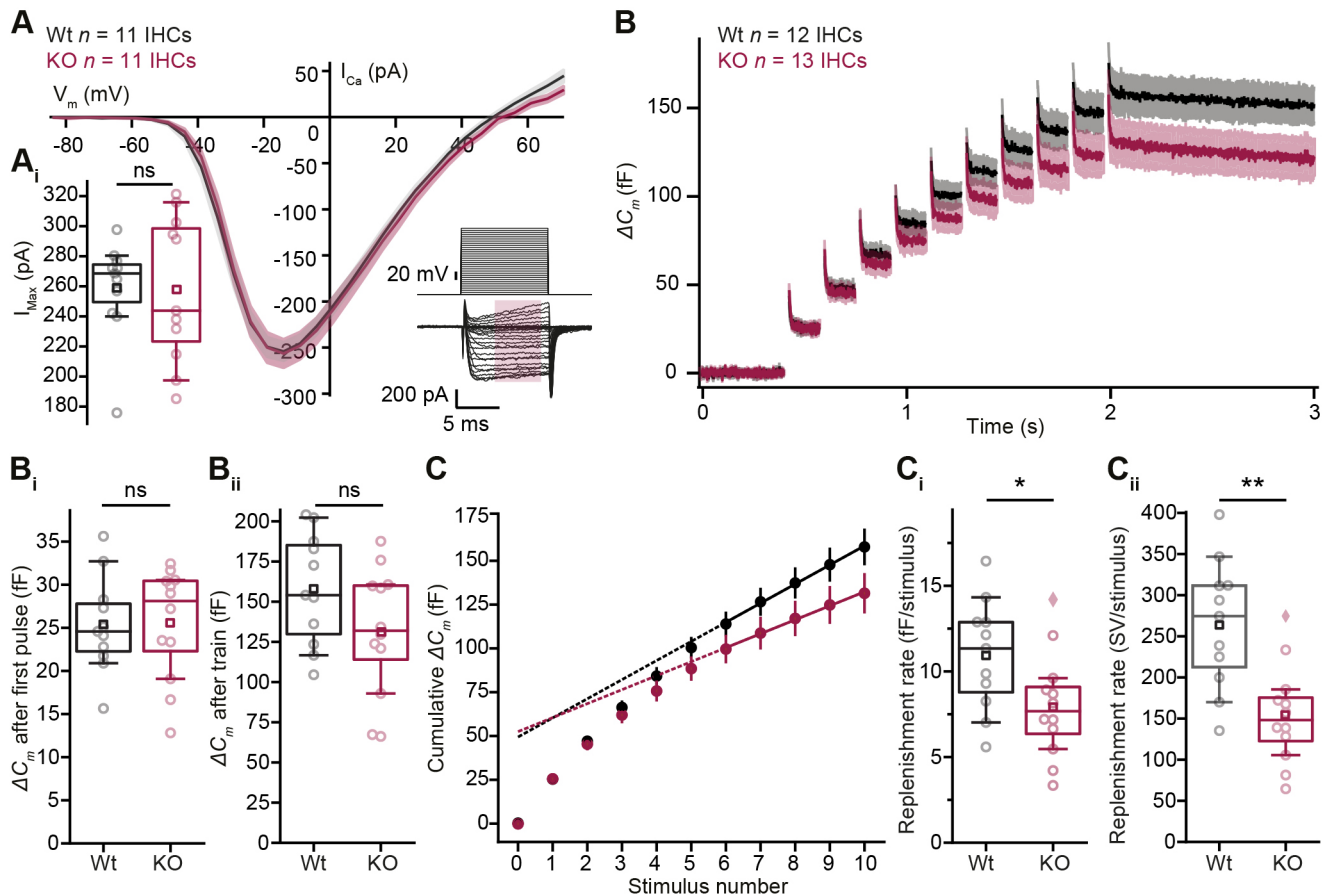 A
Wt n = 11 IHCs
KO n = 11 IHCs
I_Ca (pA)
V_m (mV)
40
20
0
-50
-100
-150
-200
-250
-300
-80 -60 -40 -20 20 40 60
20 mV
200 pA
5 ms
A_i
ns
I_Max (pA)
320
300
280
260
240
220
200
180
B
Wt n = 12 IHCs
KO n = 13 IHCs
ΔC_m (fF)
150
100
50
0
0 1 2 3
Time (s)
B_i
ns
ΔC_m after first pulse (fF)
35
30
25
20
15
10
5
0
Wt KO
B_ii
ns
ΔC_m after train (fF)
200
175
150
125
100
75
50
25
0
Wt KO
C
Cumulative ΔC_m (fF)
175
150
125
100
75
50
25
0
0 1 2 3 4 5 6 7 8 9 10
Stimulus number
C_i
*
Replenishment rate (fF/stimulus)
15
10
5
0
Wt KO
C_ii
**
Replenishment rate (SV/stimulus)
400
350
300
250
200
150
100
50
0
Wt KO